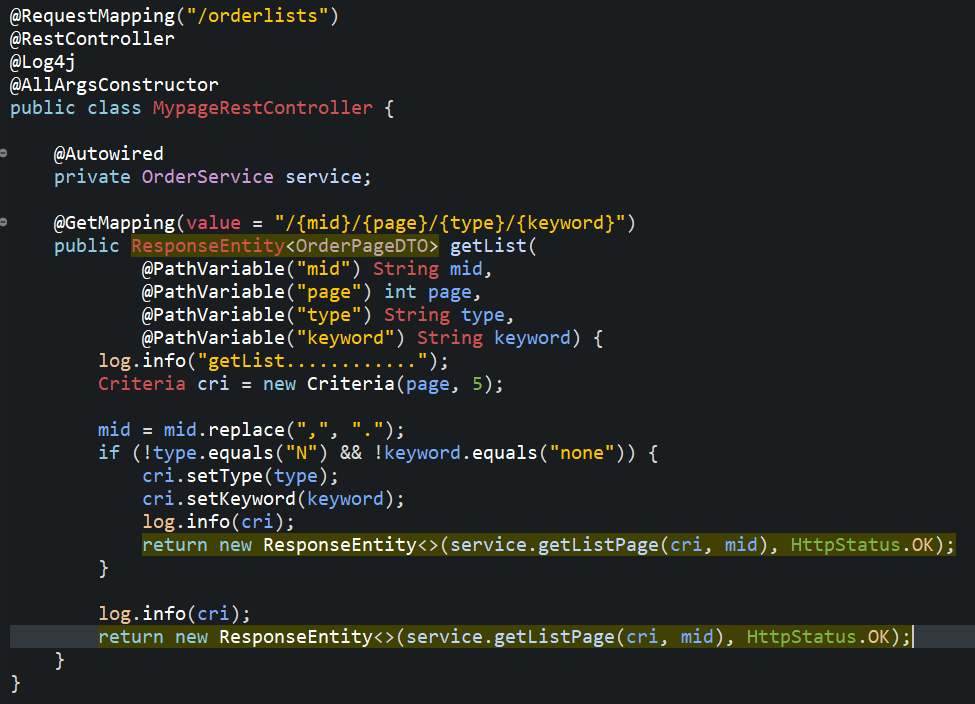 @RequestMapping("/orderlists")
@RestController
@Log4j
@AllArgsConstructor
public class MypageRestController {
@Autowired
private OrderService service;
@GetMapping(value = "/{mid}/{page}/{type}/{keyword}")
public ResponseEntity<OrderPageDTO> getList(
@PathVariable("mid") String mid,
@PathVariable("page") int page,
@PathVariable("type") String type,
@PathVariable("keyword") String keyword) {
log.info("getList............");
Criteria cri = new Criteria(page, 5);
mid = mid.replace(",", ".");
if (!type.equals("N") && !keyword.equals("none")) {
cri.setType(type);
cri.setKeyword(keyword);
log.info(cri);
return new ResponseEntity<>(service.getListPage(cri, mid), HttpStatus.OK);
}
log.info(cri);
return new ResponseEntity<>(service.getListPage(cri, mid), HttpStatus.OK);
}
}